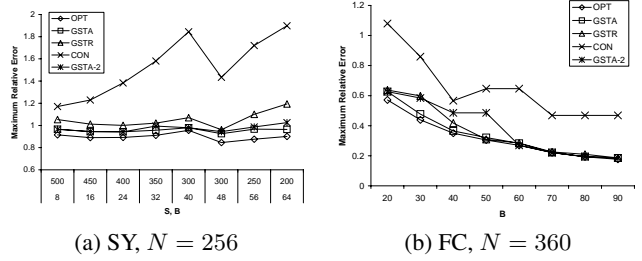 OPT
GSTA
GSTR
CON
GSTA-2
Maximum Relative Error
2
1.8
1.6
1.4
1.2
1
0.8
0.6
500 450 400 350 300 300 250 200
8 16 24 32 40 48 56 64
S, B
(a) SY, N = 256
OPT
GSTA
GSTR
CON
GSTA-2
Maximum Relative Error
1.2
1
0.8
0.6
0.4
0.2
0
20 30 40 50 60 70 80 90
B
(b) FC, N = 360